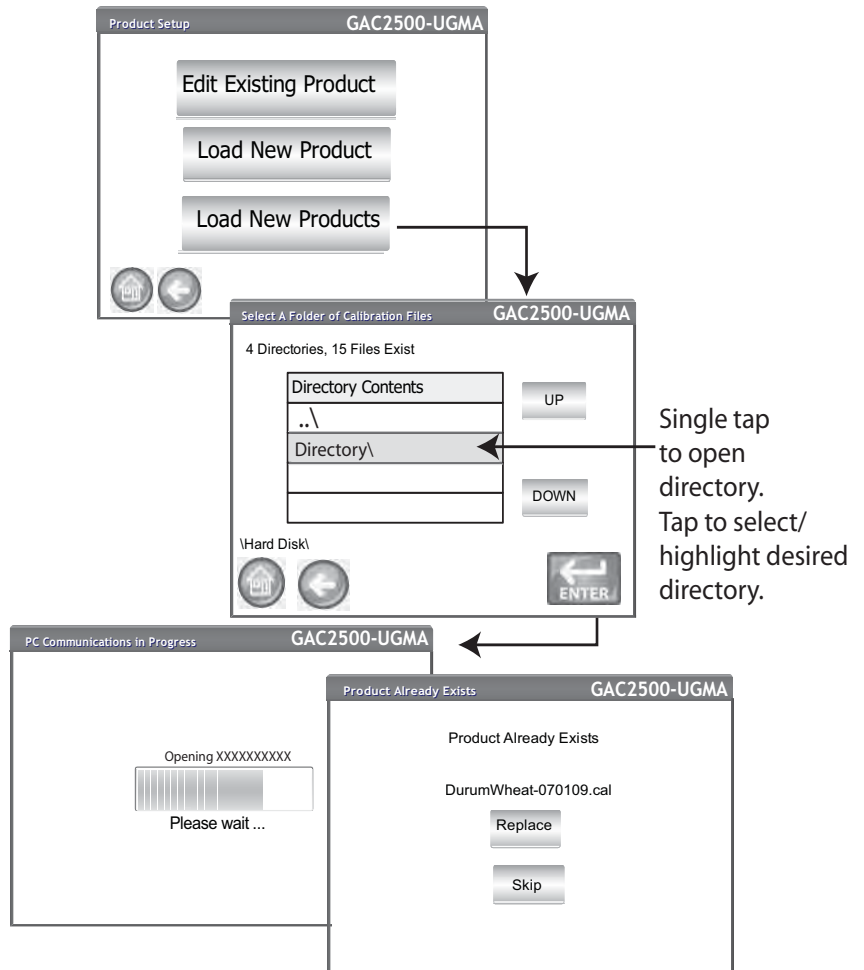 Product Setup GAC2500-UGMA
Edit Existing Product
Load New Product
Load New Products
Select A Folder of Calibration Files GAC2500-UGMA
4 Directories, 15 Files Exist
Directory Contents
..\
Directory\
UP
DOWN
\Hard Disk\
ENTER
Single tap
to open
directory.
Tap to select/
highlight desired
directory.
PC Communications in Progress GAC2500-UGMA
Opening XXXXXXXXXX
Please wait ...
Product Already Exists GAC2500-UGMA
Product Already Exists
DurumWheat-070109.cal
Replace
Skip